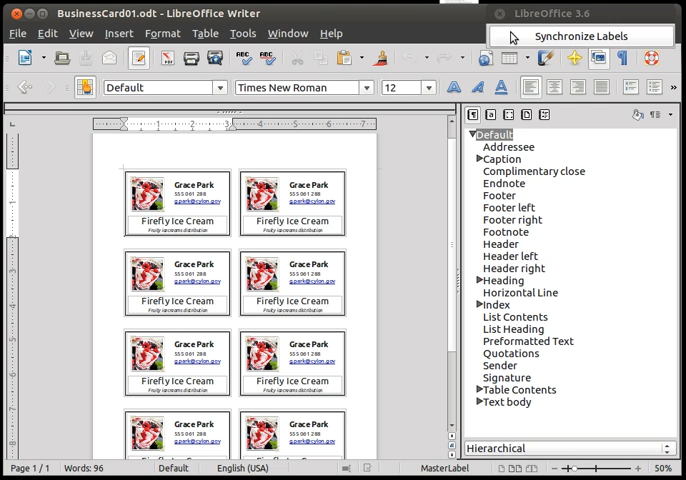 BusinessCard01.odt - LibreOffice Writer
LibreOffice 3.6
File Edit View Insert Format Table Tools Window Help
Synchronize Labels
Default
Times New Roman
12
Default
Addressee
Caption
Complimentary close
Endnote
Footer
Footer left
Footer right
Footnote
Header
Header left
Header right
Heading
Horizontal Line
Index
List Contents
List Heading
Preformatted Text
Quotations
Sender
Signature
Table Contents
Text body
Hierarchical
Grace Park
555 061 288
g.park@cylon.gov
Firefly Ice Cream
Fruity icecreams distribution
Grace Park
555 061 288
g.park@cylon.gov
Firefly Ice Cream
Fruity icecreams distribution
Grace Park
555 061 288
g.park@cylon.gov
Firefly Ice Cream
Fruity icecreams distribution
Grace Park
555 061 288
g.park@cylon.gov
Firefly Ice Cream
Fruity icecreams distribution
Grace Park
555 061 288
g.park@cylon.gov
Firefly Ice Cream
Fruity icecreams distribution
Grace Park
555 061 288
g.park@cylon.gov
Firefly Ice Cream
Fruity icecreams distribution
Grace Park
555 061 288
g.park@cylon.gov
Grace Park
555 061 288
g.park@cylon.gov
Page 1 / 1 Words: 96 Default English (USA) MasterLabel 50%